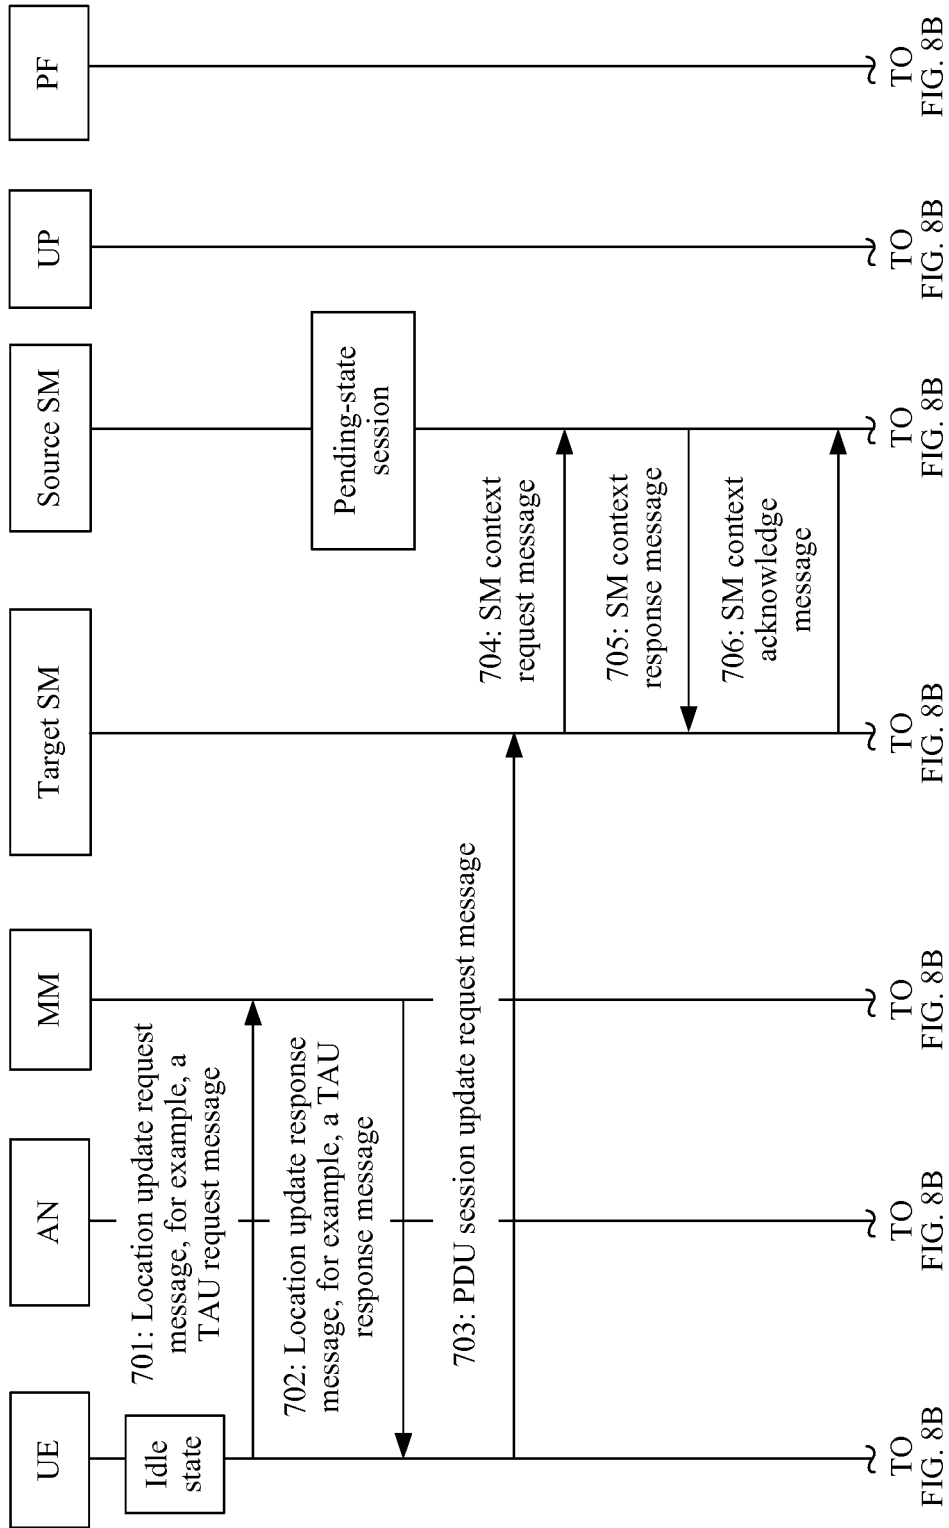 UE
AN
MM
Target SM
Source SM
UP
PF
Idle
state
701: Location update request
message, for example, a
TAU request message
Pending-state
session
702: Location update response
message, for example, a TAU
response message
703: PDU session update request message
704: SM context
request message
705: SM context
response message
706: SM context
acknowledge
message
TO
FIG. 8B
TO
FIG. 8B
TO
FIG. 8B
TO
FIG. 8B
TO
FIG. 8B
TO
FIG. 8B
TO
FIG. 8B